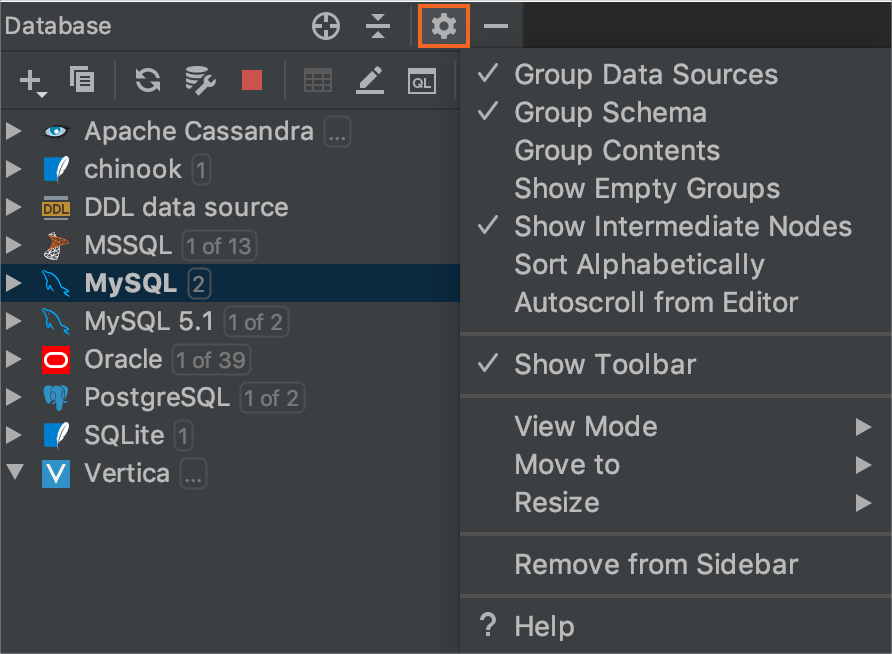 Database
QL
Apache Cassandra ...
chinook 1
DDL DDL data source
MSSQL 1 of 13
MySQL 2
MySQL 5.1 1 of 2
Oracle 1 of 39
PostgreSQL 1 of 2
SQLite 1
V Vertica ...
Group Data Sources
Group Schema
Group Contents
Show Empty Groups
Show Intermediate Nodes
Sort Alphabetically
Autoscroll from Editor
Show Toolbar
View Mode
Move to
Resize
Remove from Sidebar
? Help